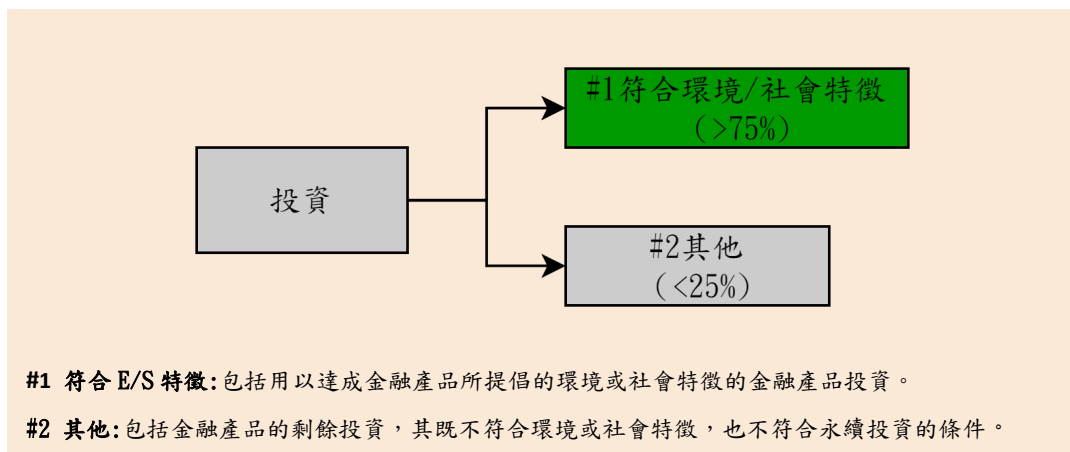 #1符合環境/社會特徵
(>75%)
投資
#2其他
(<25%)
#1 符合 E/S 特徵:包括用以達成金融產品所提倡的環境或社會特徵的金融產品投資。
#2 其他:包括金融產品的剩餘投資，其既不符合環境或社會特徵，也不符合永續投資的條件。